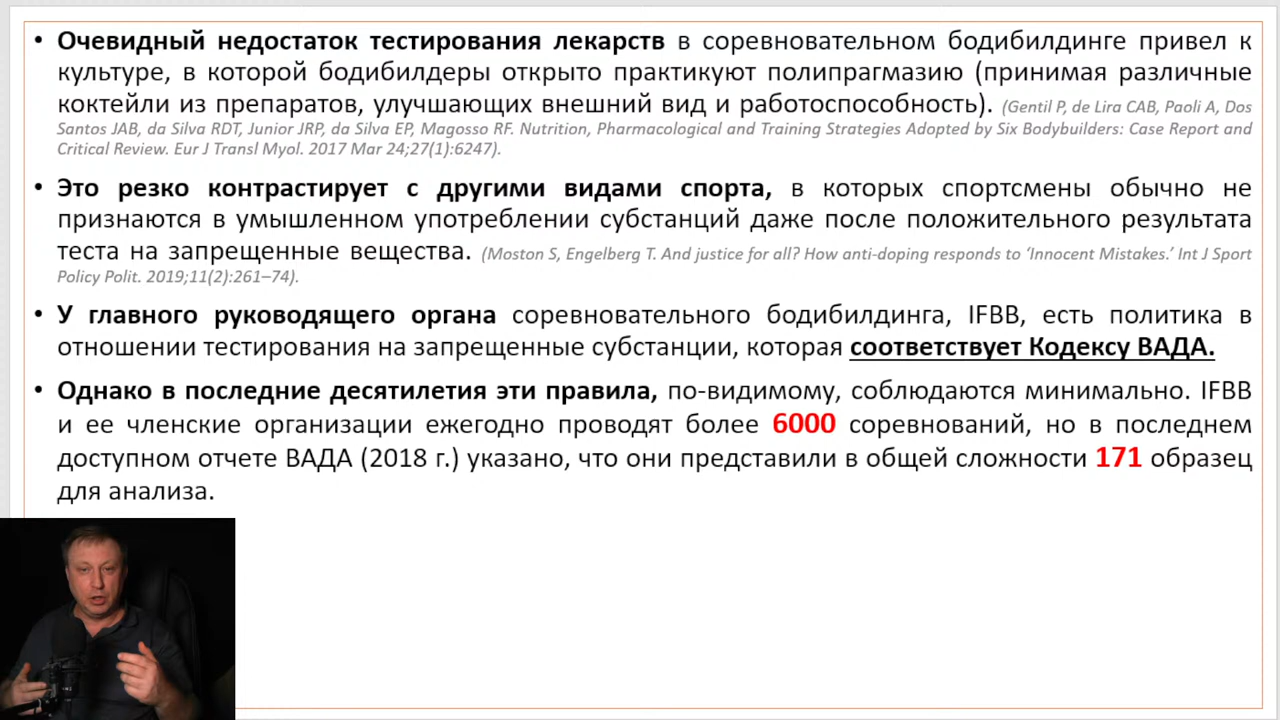 • Очевидный недостаток тестирования лекарств в соревновательном бодибилдинге привел к
культуре, в которой бодибилдеры открыто практикуют полипрагмазию (принимая различные
коктейли из препаратов, улучшающих внешний вид и работоспособность). (Gentil P, de Lira CAB, Paoli A, Dos
Santos JAB, da Silva RDT, Junior JRP, da Silva EP, Magosso RF. Nutrition, Pharmacological and Training Strategies Adopted by Six Bodybuilders: Case Report and
Critical Review. Eur J Transl Myol. 2017 Mar 24;27(1):6247).
• Это резко контрастирует с другими видами спорта, в которых спортсмены обычно не
признаются в умышленном употреблении субстанций даже после положительного результата
теста на запрещенные вещества. (Moston S, Engelberg T. And justice for all? How anti-doping responds to ‘Innocent Mistakes.’ Int J Sport
Policy Polit. 2019;11(2):261–74).
• У главного руководящего органа соревновательного бодибилдинга, IFBB, есть политика в
отношении тестирования на запрещенные субстанции, которая соответствует Кодексу ВАДА.
• Однако в последние десятилетия эти правила, по-видимому, соблюдаются минимально. IFBB
и ее членские организации ежегодно проводят более 6000 соревнований, но в последнем
доступном отчете ВАДА (2018 г.) указано, что они представили в общей сложности 171 образец
для анализа.